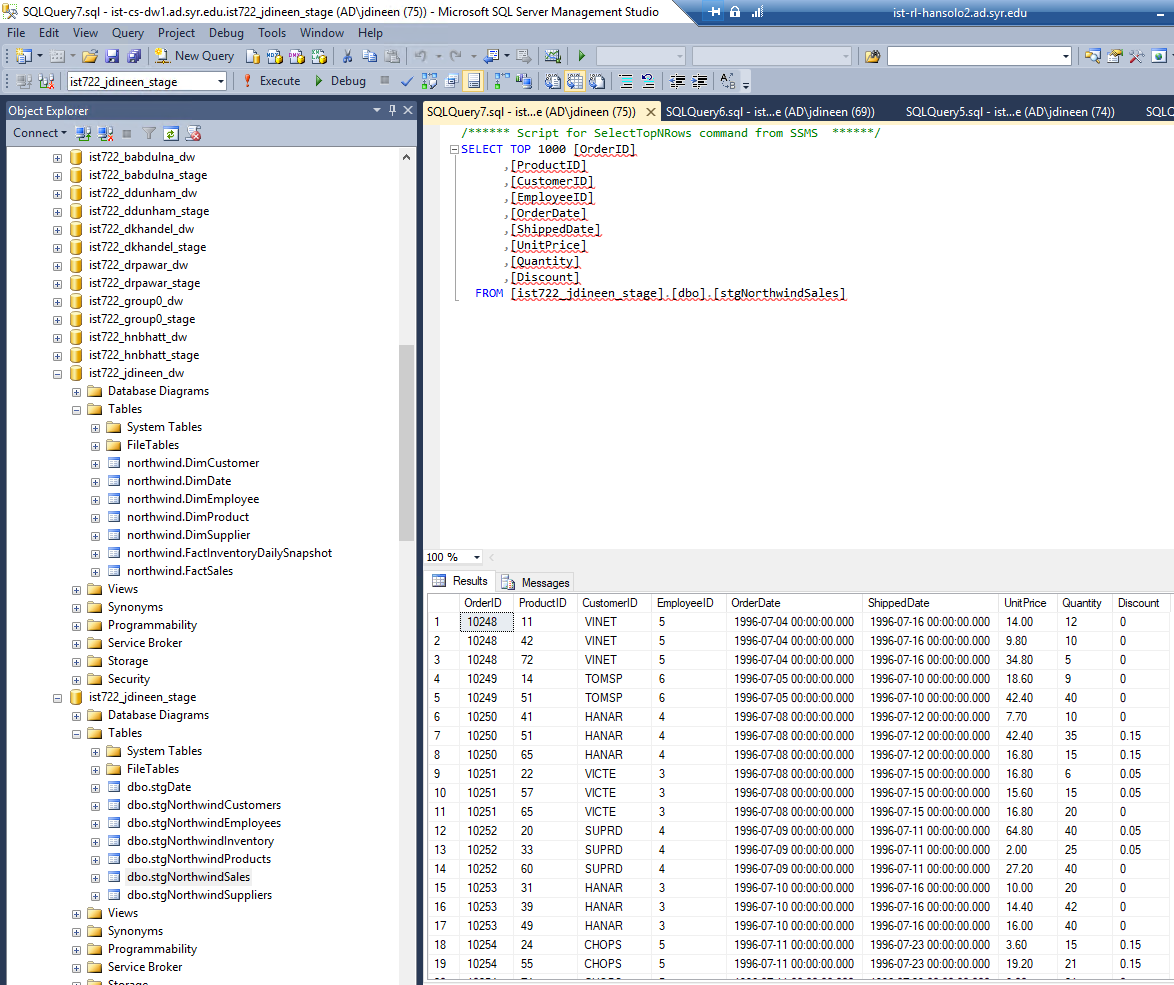 SQLQuery7.sql - ist-cs-dw1.ad.syr.edu.ist722_jdineen_stage (AD\jdineen (75)) - Microsoft SQL Server Management Studio
ist-rl-hansolo2.ad.syr.edu
File Edit View Query Project Debug Tools Window Help
New Query
ist722_jdineen_stage Execute Debug
Object Explorer
Connect
ist722_babdulna_dw
ist722_babdulna_stage
ist722_ddunham_dw
ist722_ddunham_stage
ist722_dkhandel_dw
ist722_dkhandel_stage
ist722_drpawar_dw
ist722_drpawar_stage
ist722_group0_dw
ist722_group0_stage
ist722_hnbhatt_dw
ist722_hnbhatt_stage
ist722_jdineen_dw
Database Diagrams
Tables
System Tables
FileTables
northwind.DimCustomer
northwind.DimDate
northwind.DimEmployee
northwind.DimProduct
northwind.DimSupplier
northwind.FactInventoryDailySnapshot
northwind.FactSales
Views
Synonyms
Programmability
Service Broker
Storage
Security
ist722_jdineen_stage
Database Diagrams
Tables
System Tables
FileTables
dbo.stgDate
dbo.stgNorthwindCustomers
dbo.stgNorthwindEmployees
dbo.stgNorthwindInventory
dbo.stgNorthwindProducts
dbo.stgNorthwindSales
dbo.stgNorthwindSuppliers
Views
Synonyms
Programmability
Service Broker
Storage
SQLQuery7.sql - ist...e (AD\jdineen (75)) SQLQuery6.sql - ist...e (AD\jdineen (69)) SQLQuery5.sql - ist...e (AD\jdineen (74)) SQLQ
/****** Script for SelectTopNRows command from SSMS ******/
SELECT TOP 1000 [OrderID]
,[ProductID]
,[CustomerID]
,[EmployeeID]
,[OrderDate]
,[ShippedDate]
,[UnitPrice]
,[Quantity]
,[Discount]
FROM [ist722_jdineen_stage].[dbo].[stgNorthwindSales]
100 %
Results Messages
OrderID ProductID CustomerID EmployeeID OrderDate ShippedDate UnitPrice Quantity Discount
1 10248 11 VINET 5 1996-07-04 00:00:00.000 1996-07-16 00:00:00.000 14.00 12 0
2 10248 42 VINET 5 1996-07-04 00:00:00.000 1996-07-16 00:00:00.000 9.80 10 0
3 10248 72 VINET 5 1996-07-04 00:00:00.000 1996-07-16 00:00:00.000 34.80 5 0
4 10249 14 TOMSP 6 1996-07-05 00:00:00.000 1996-07-10 00:00:00.000 18.60 9 0
5 10249 51 TOMSP 6 1996-07-05 00:00:00.000 1996-07-10 00:00:00.000 42.40 40 0
6 10250 41 HANAR 4 1996-07-08 00:00:00.000 1996-07-12 00:00:00.000 7.70 10 0
7 10250 51 HANAR 4 1996-07-08 00:00:00.000 1996-07-12 00:00:00.000 42.40 35 0.15
8 10250 65 HANAR 4 1996-07-08 00:00:00.000 1996-07-12 00:00:00.000 16.80 15 0.15
9 10251 22 VICTE 3 1996-07-08 00:00:00.000 1996-07-15 00:00:00.000 16.80 6 0.05
10 10251 57 VICTE 3 1996-07-08 00:00:00.000 1996-07-15 00:00:00.000 15.60 15 0.05
11 10251 65 VICTE 3 1996-07-08 00:00:00.000 1996-07-15 00:00:00.000 16.80 20 0
12 10252 20 SUPRD 4 1996-07-09 00:00:00.000 1996-07-11 00:00:00.000 64.80 40 0.05
13 10252 33 SUPRD 4 1996-07-09 00:00:00.000 1996-07-11 00:00:00.000 2.00 25 0.05
14 10252 60 SUPRD 4 1996-07-09 00:00:00.000 1996-07-11 00:00:00.000 27.20 40 0
15 10253 31 HANAR 3 1996-07-10 00:00:00.000 1996-07-16 00:00:00.000 10.00 20 0
16 10253 39 HANAR 3 1996-07-10 00:00:00.000 1996-07-16 00:00:00.000 14.40 42 0
17 10253 49 HANAR 3 1996-07-10 00:00:00.000 1996-07-16 00:00:00.000 16.00 40 0
18 10254 24 CHOPS 5 1996-07-11 00:00:00.000 1996-07-23 00:00:00.000 3.60 15 0.15
19 10254 55 CHOPS 5 1996-07-11 00:00:00.000 1996-07-23 00:00:00.000 19.20 21 0.15